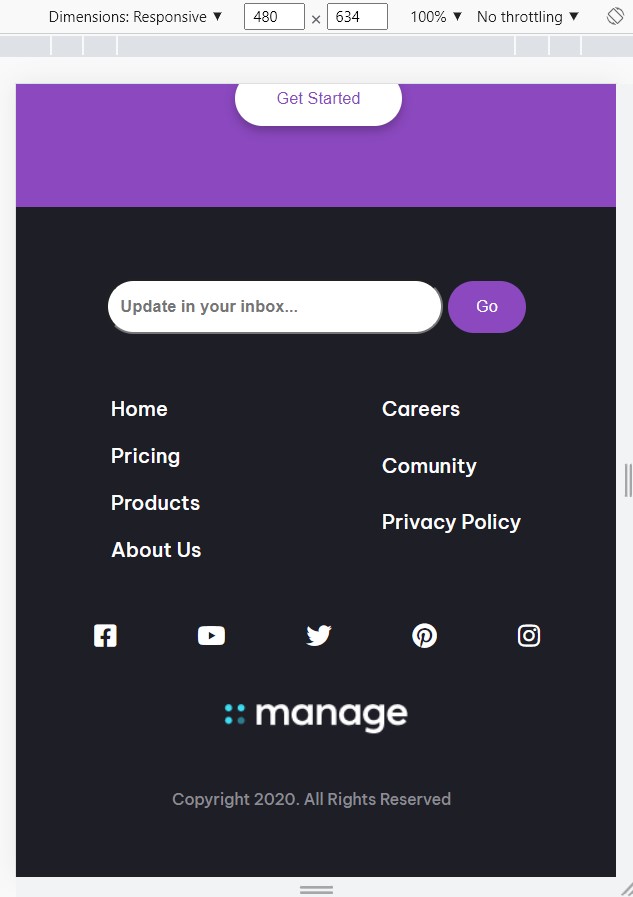 Dimensions: Responsive ▼ 480 × 634 100% ▼ No throttling ▼
Get Started
Update in your inbox... Go
Home
Pricing
Products
About Us
Careers
Comunity
Privacy Policy
manage
Copyright 2020. All Rights Reserved